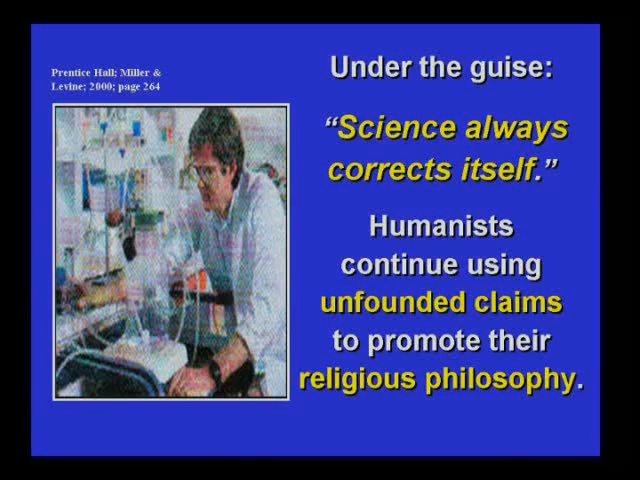 Prentice Hall; Miller &
Levine; 2000; page 264
Under the guise:
“Science always
corrects itself.”
Humanists
continue using
unfounded claims
to promote their
religious philosophy.